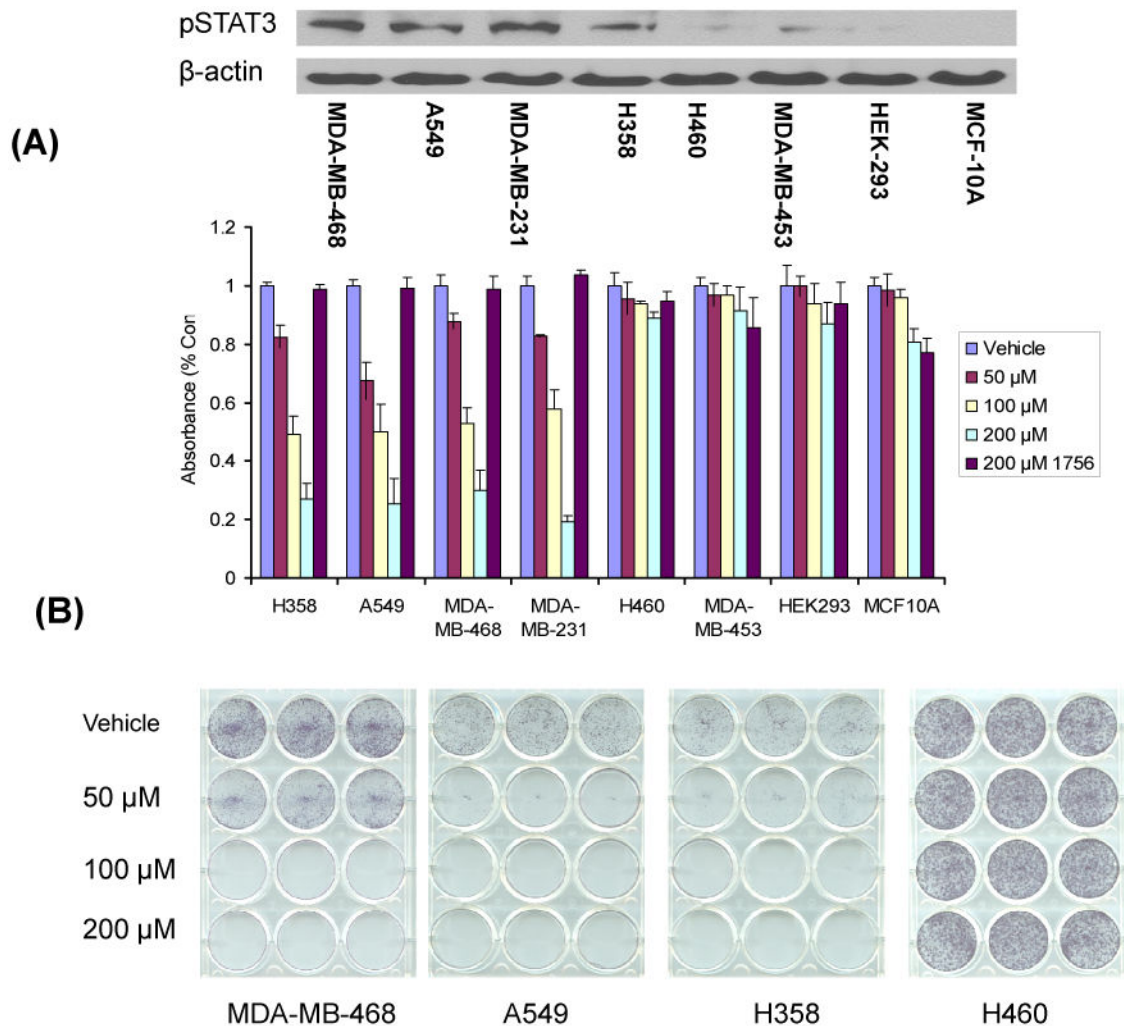 pSTAT3
β-actin
(A)
MDA-MB-468
A549
MDA-MB-231
H358
H460
MDA-MB-453
HEK-293
MCF-10A
Absorbance (% Con
1.2
1
0.8
0.6
0.4
0.2
0
Vehicle
50 µM
100 µM
200 µM
200 µM 1756
H358 A549 MDA- MDA- H460 MDA- HEK293 MCF10A
MB-468 MB-231 MB-453
(B)
Vehicle
50 µM
100 µM
200 µM
MDA-MB-468 A549 H358 H460